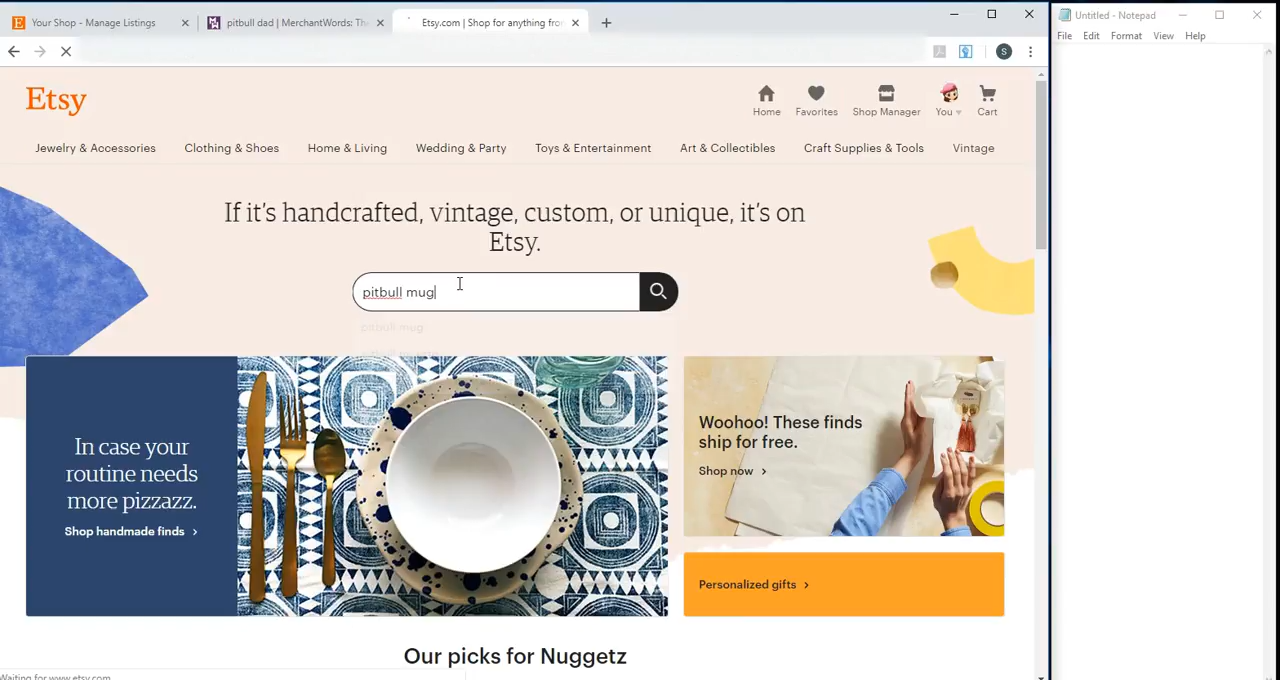 Your Shop - Manage Listings
pitbull dad | MerchantWords: The
Etsy.com | Shop for anything from
Untitled - Notepad
File Edit Format View Help
S
Etsy
Home
Favorites
Shop Manager
You
Cart
Jewelry & Accessories
Clothing & Shoes
Home & Living
Wedding & Party
Toys & Entertainment
Art & Collectibles
Craft Supplies & Tools
Vintage
If it's handcrafted, vintage, custom, or unique, it's on
Etsy.
pitbull mug
pitbull mug
In case your
routine needs
more pizzazz.
Shop handmade finds
Woohoo! These finds
ship for free.
Shop now
Personalized gifts
Our picks for Nuggetz
Waiting for www.etsy.com